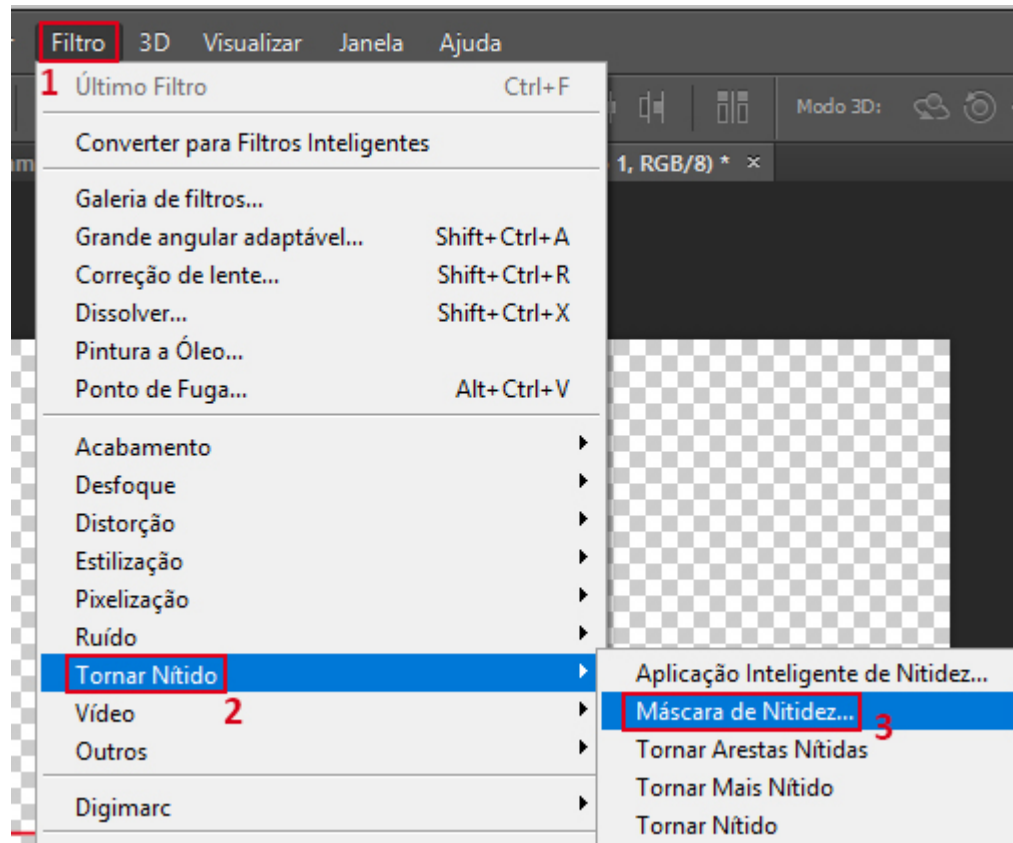 Filtro 3D Visualizar Janela Ajuda
1 Último Filtro Ctrl+F
Modo 3D:
Converter para Filtros Inteligentes
1, RGB/8) * ×
Galeria de filtros...
Grande angular adaptável... Shift+Ctrl+A
Correção de lente... Shift+Ctrl+R
Dissolver... Shift+Ctrl+X
Pintura a Óleo...
Ponto de Fuga... Alt+Ctrl+V
Acabamento
Desfoque
Distorção
Estilização
Pixelização
Ruído
Tornar Nítido
Aplicação Inteligente de Nitidez...
Vídeo 2
Máscara de Nitidez... 3
Outros
Tornar Arestas Nítidas
Tornar Mais Nítido
Digimarc
Tornar Nítido